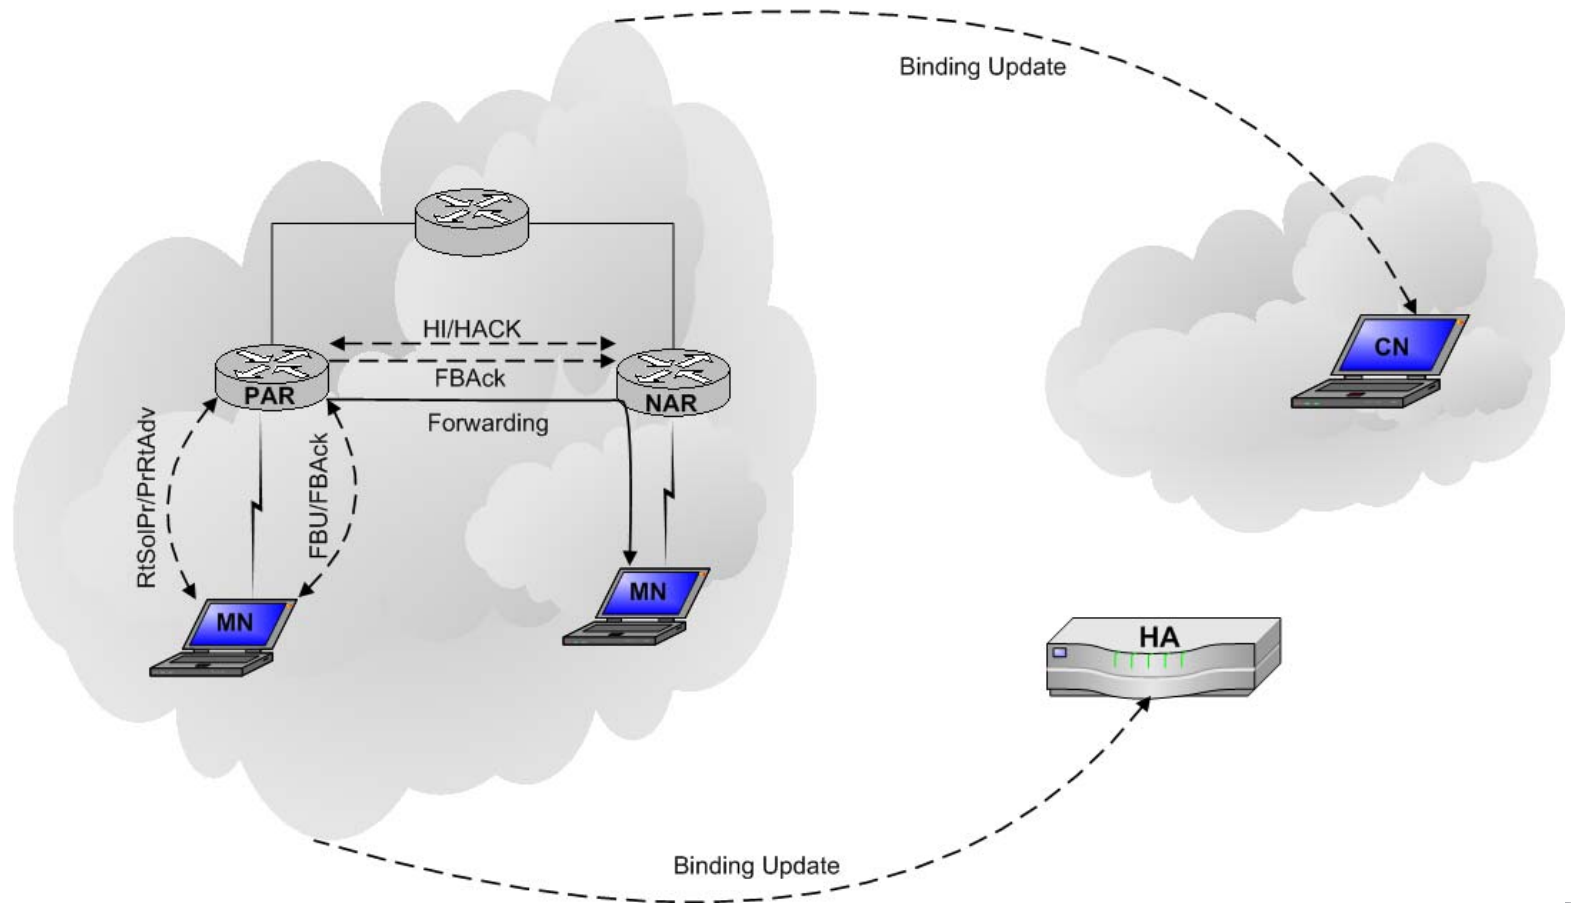 Binding Update
HI/HACK
FBAck
Forwarding
PAR
NAR
RtSolPr/PrRtAdv
FBU/FBAck
MN
MN
CN
HA
Binding Update